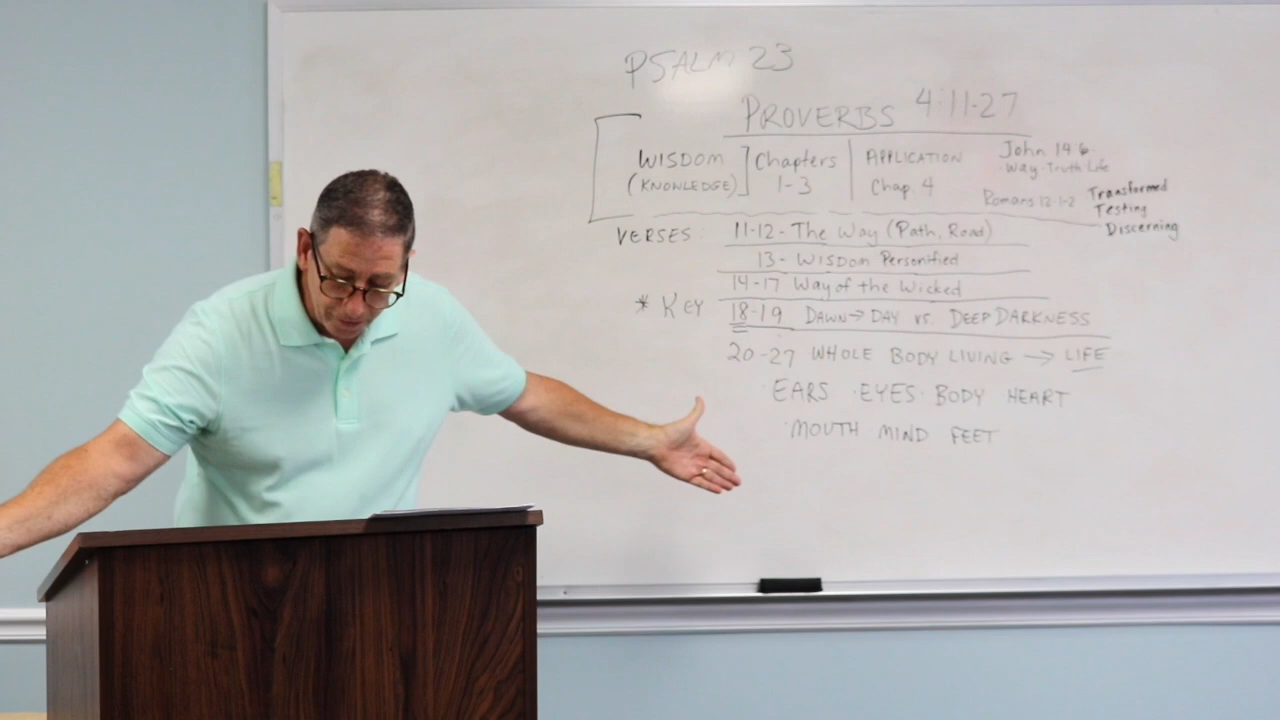 PSALM 23
PROVERBS 4:11-27
WISDOM ] Chapters | APPLICATION John 14:6
(KNOWLEDGE) 1-3 Chap. 4 Way-Truth Life
Romans 12:1-2 Transformed
Testing
Discerning
VERSES: 11-12- The Way (Path, Road)
13- WISDOM Personified
14-17 Way of the Wicked
* KEY 18-19 DAWN→DAY vs. DEEP DARKNESS
20-27 WHOLE BODY LIVING → LIFE
EARS · EYES · BODY · HEART
· MOUTH MIND FEET